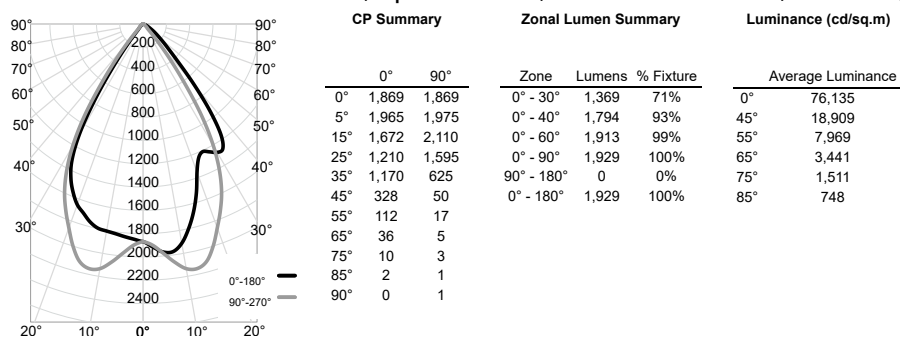 CP Summary
0° 90°
0° 1,869 1,869
5° 1,965 1,975
15° 1,672 2,110
25° 1,210 1,595
35° 1,170 625
45° 328 50
55° 112 17
65° 36 5
75° 10 3
85° 2 1
90° 0 1
Zonal Lumen Summary
Zone Lumens % Fixture
0° - 30° 1,369 71%
0° - 40° 1,794 93%
0° - 60° 1,913 99%
0° - 90° 1,929 100%
90° - 180° 0 0%
0° - 180° 1,929 100%
Luminance (cd/sq.m)
Average Luminance
0° 76,135
45° 18,909
55° 7,969
65° 3,441
75° 1,511
85° 748
90° 90°
80° 200 80°
70° 400 70°
60° 600 60°
800
50° 1000 50°
40° 1200 40°
1400
1600
30° 1800 30°
2000
2200
2400
0°-180°
90°-270°
20° 10° 0° 10° 20°